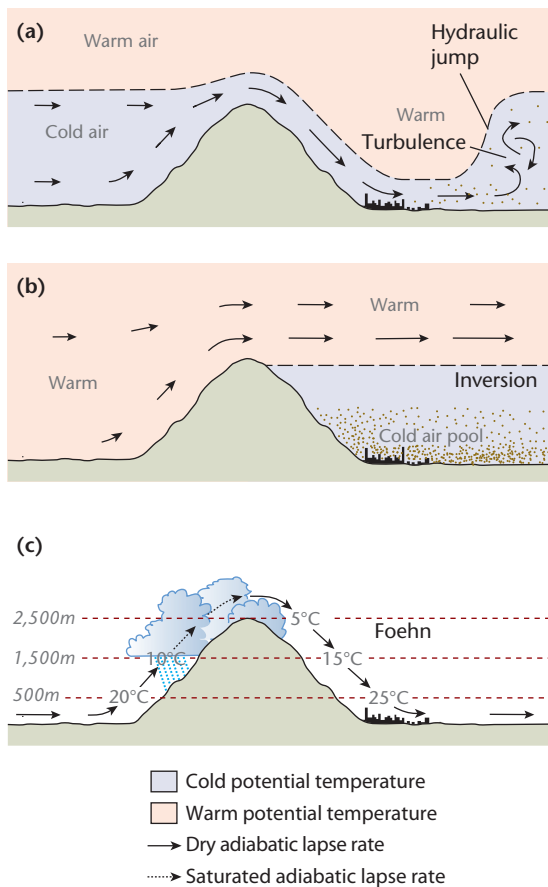 (a)
Warm air
Hydraulic
jump
Cold air
Warm
Turbulence
(b)
Warm
Warm
Inversion
Cold air pool
(c)
2,500m
5°C
Foehn
1,500m
10°C
15°C
500m
20°C
25°C
Cold potential temperature
Warm potential temperature
Dry adiabatic lapse rate
Saturated adiabatic lapse rate